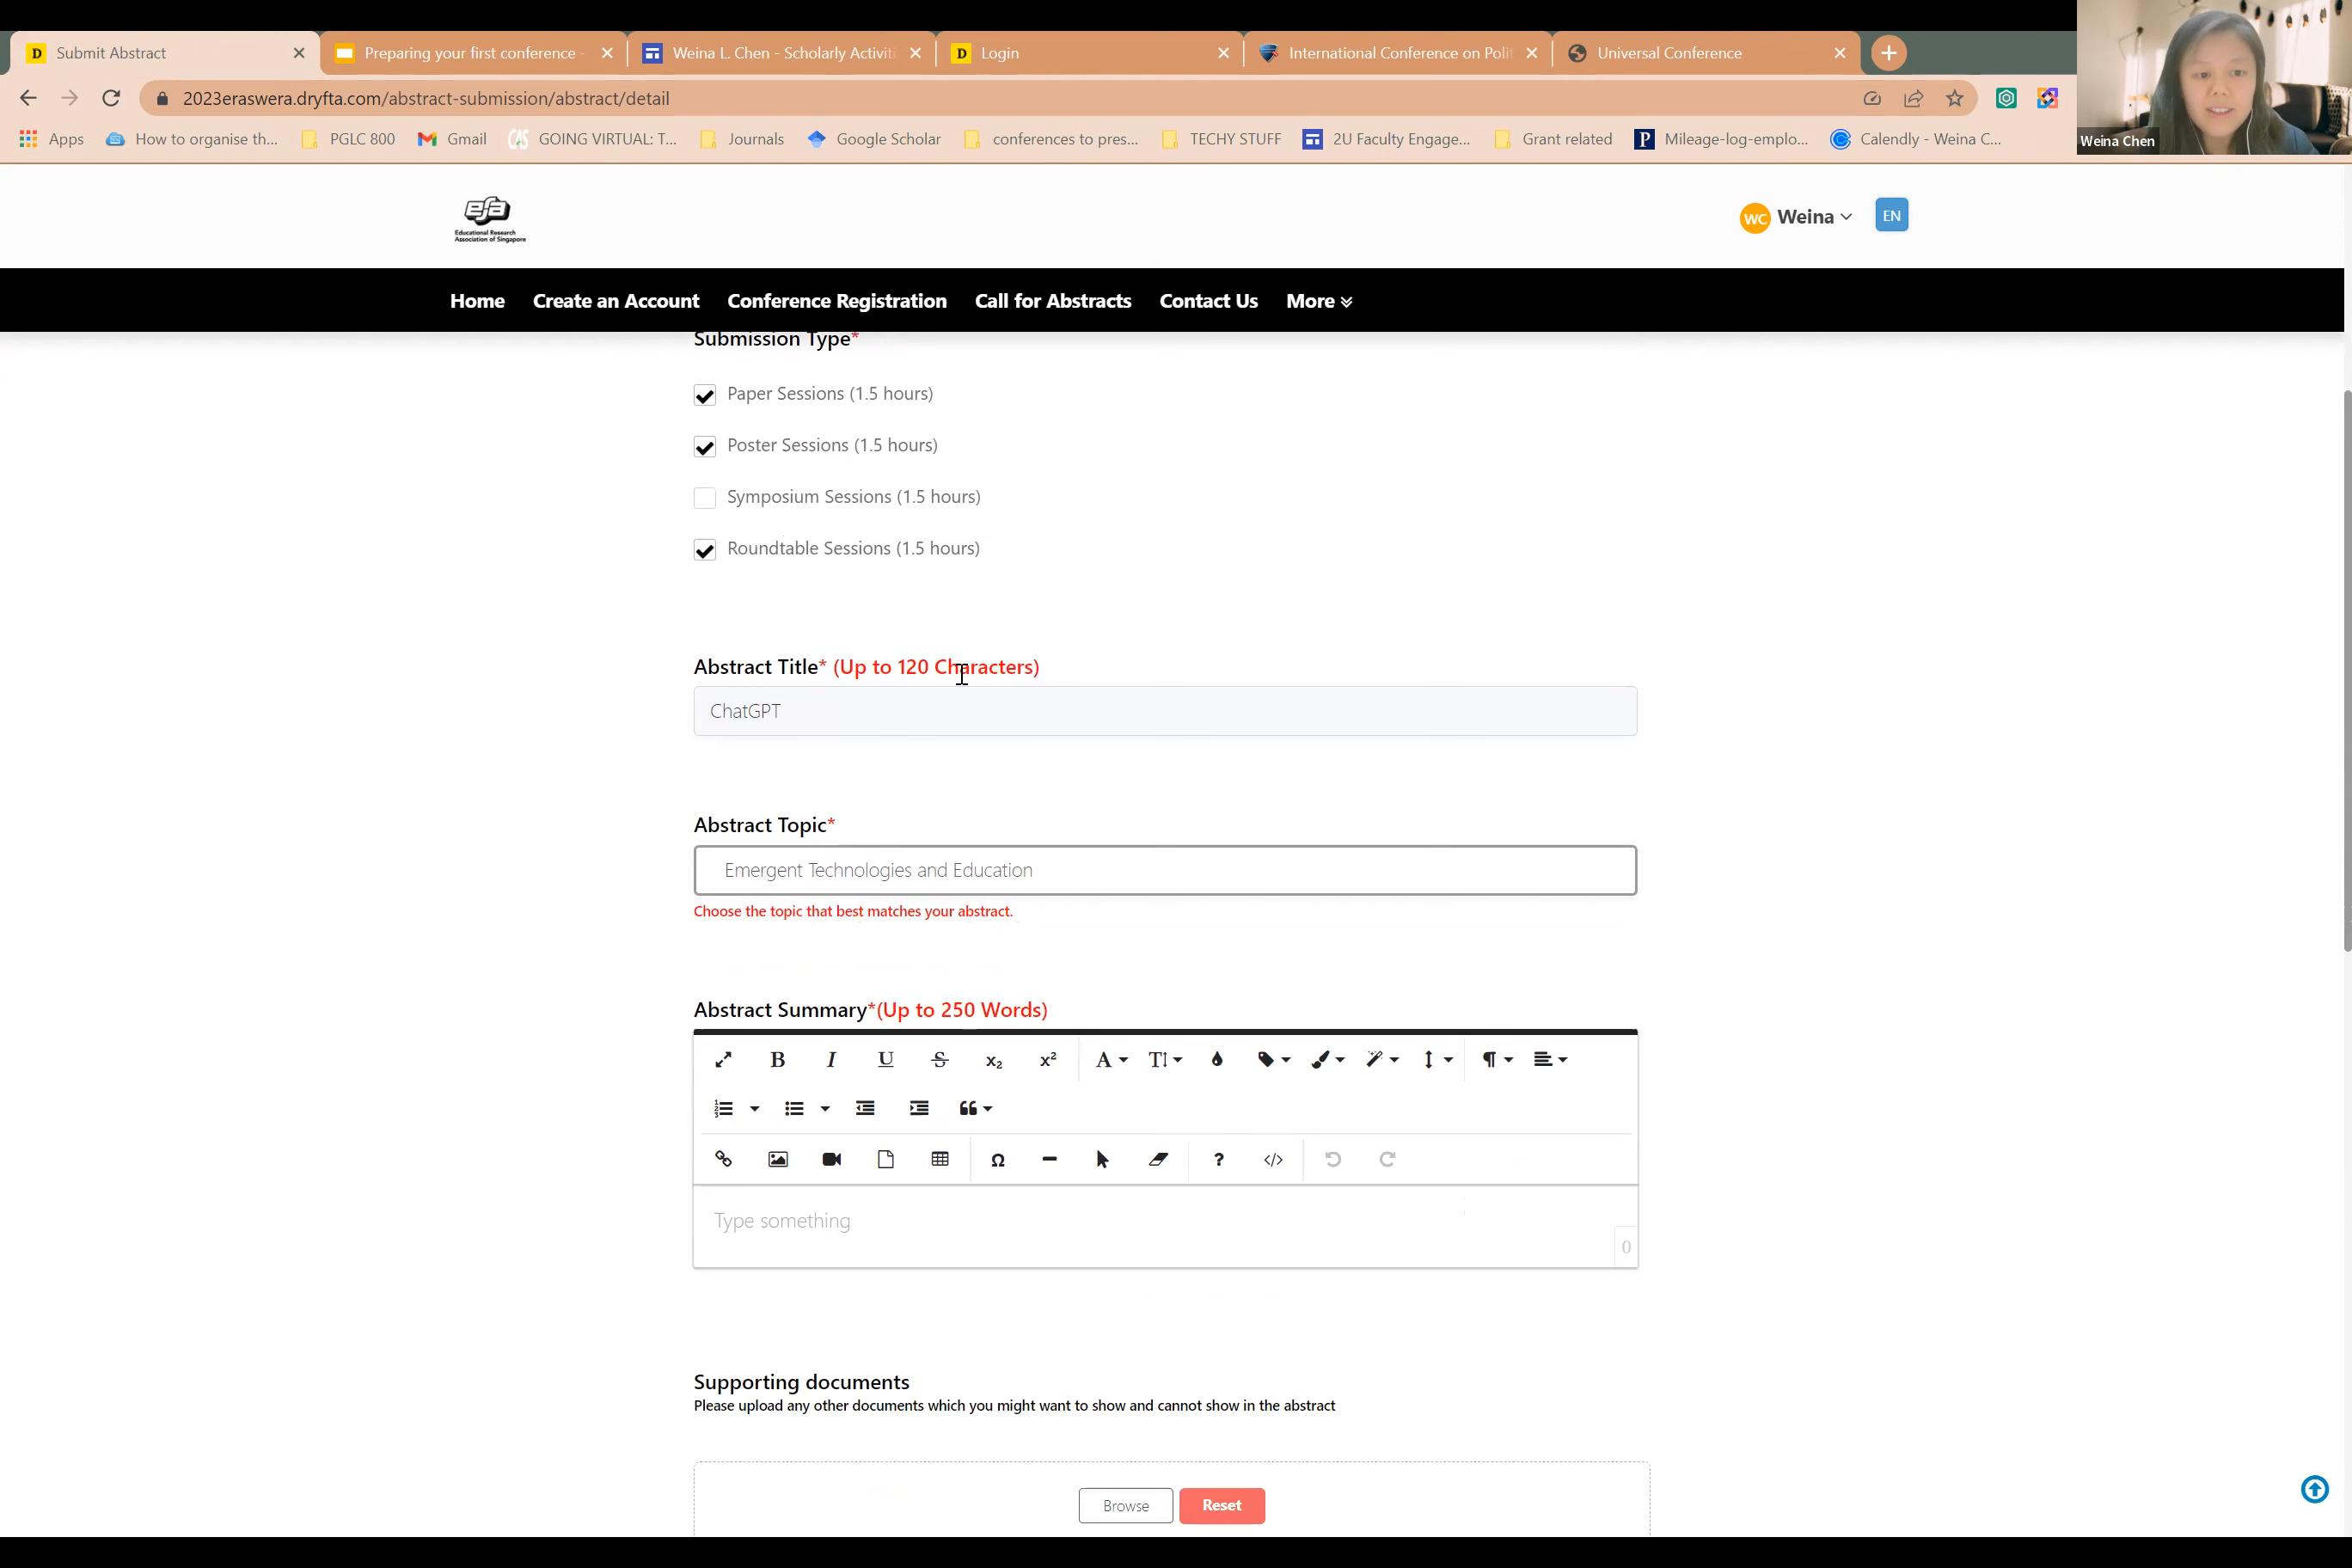 Submit Abstract
Preparing your first conference -
Weina L. Chen - Scholarly Activiti
Login
International Conference on Polit
Universal Conference
2023eraswera.dryfta.com/abstract-submission/abstract/detail
Apps
How to organise th...
PGLC 800
Gmail
GOING VIRTUAL: T...
Journals
Google Scholar
conferences to pres...
TECHY STUFF
2U Faculty Engage...
Grant related
Mileage-log-emplo...
Calendly - Weina C...
Weina Chen
Educational Research
Association of Singapore
WC Weina
EN
Home Create an Account Conference Registration Call for Abstracts Contact Us More
Submission Type*
Paper Sessions (1.5 hours)
Poster Sessions (1.5 hours)
Symposium Sessions (1.5 hours)
Roundtable Sessions (1.5 hours)
Abstract Title* (Up to 120 Characters)
ChatGPT
Abstract Topic*
Emergent Technologies and Education
Choose the topic that best matches your abstract.
Abstract Summary*(Up to 250 Words)
Type something
0
Supporting documents
Please upload any other documents which you might want to show and cannot show in the abstract
Browse
Reset